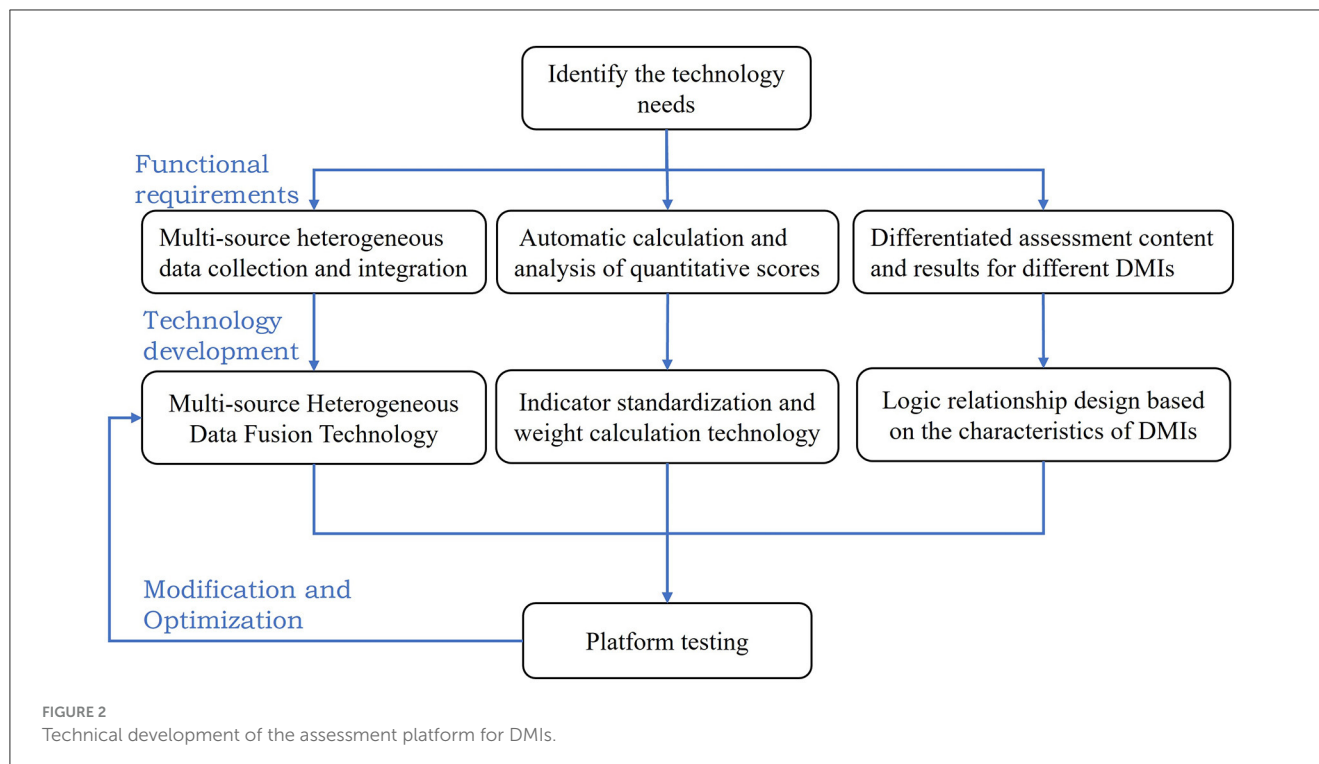 Identify the technology
needs
Functional
requirements
Multi-source heterogeneous
data collection and integration
Automatic calculation and
analysis of quantitative scores
Differentiated assessment content
and results for different DMIs
Technology
development
Multi-source Heterogeneous
Data Fusion Technology
Indicator standardization and
weight calculation technology
Logic relationship design based
on the characteristics of DMIs
Modification and
Optimization
Platform testing
FIGURE 2
Technical development of the assessment platform for DMIs.